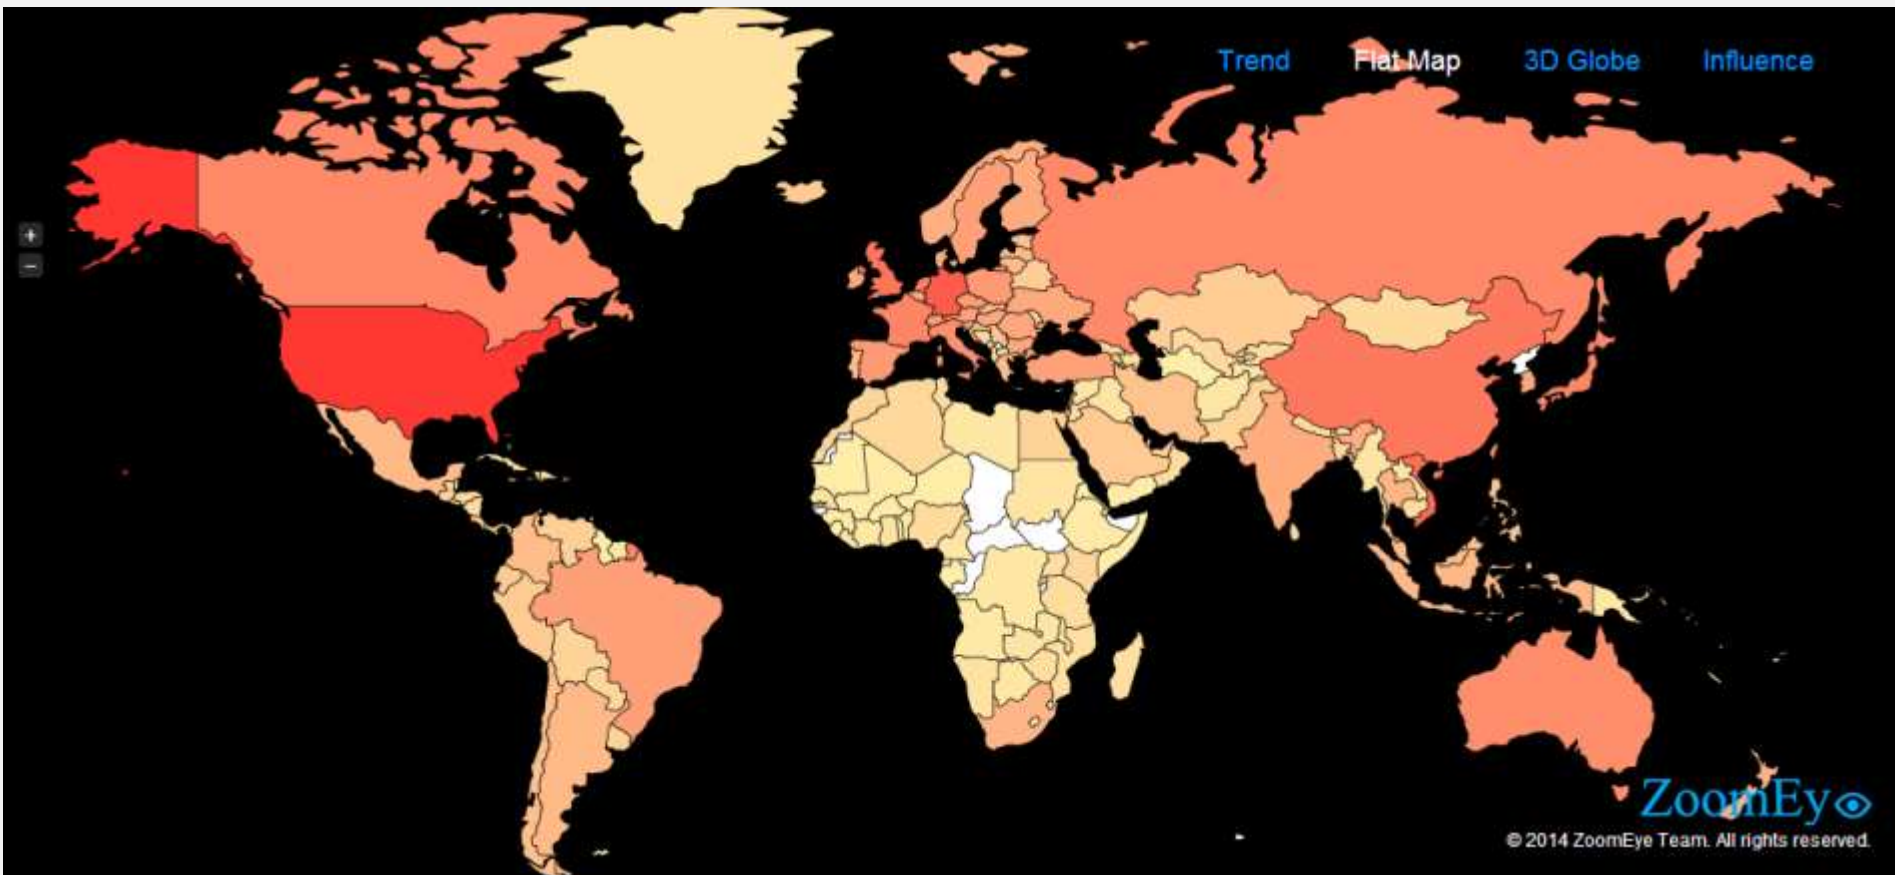 Trend Flat Map 3D Globe Influence
+
−
ZoomEye
© 2014 ZoomEye Team. All rights reserved.